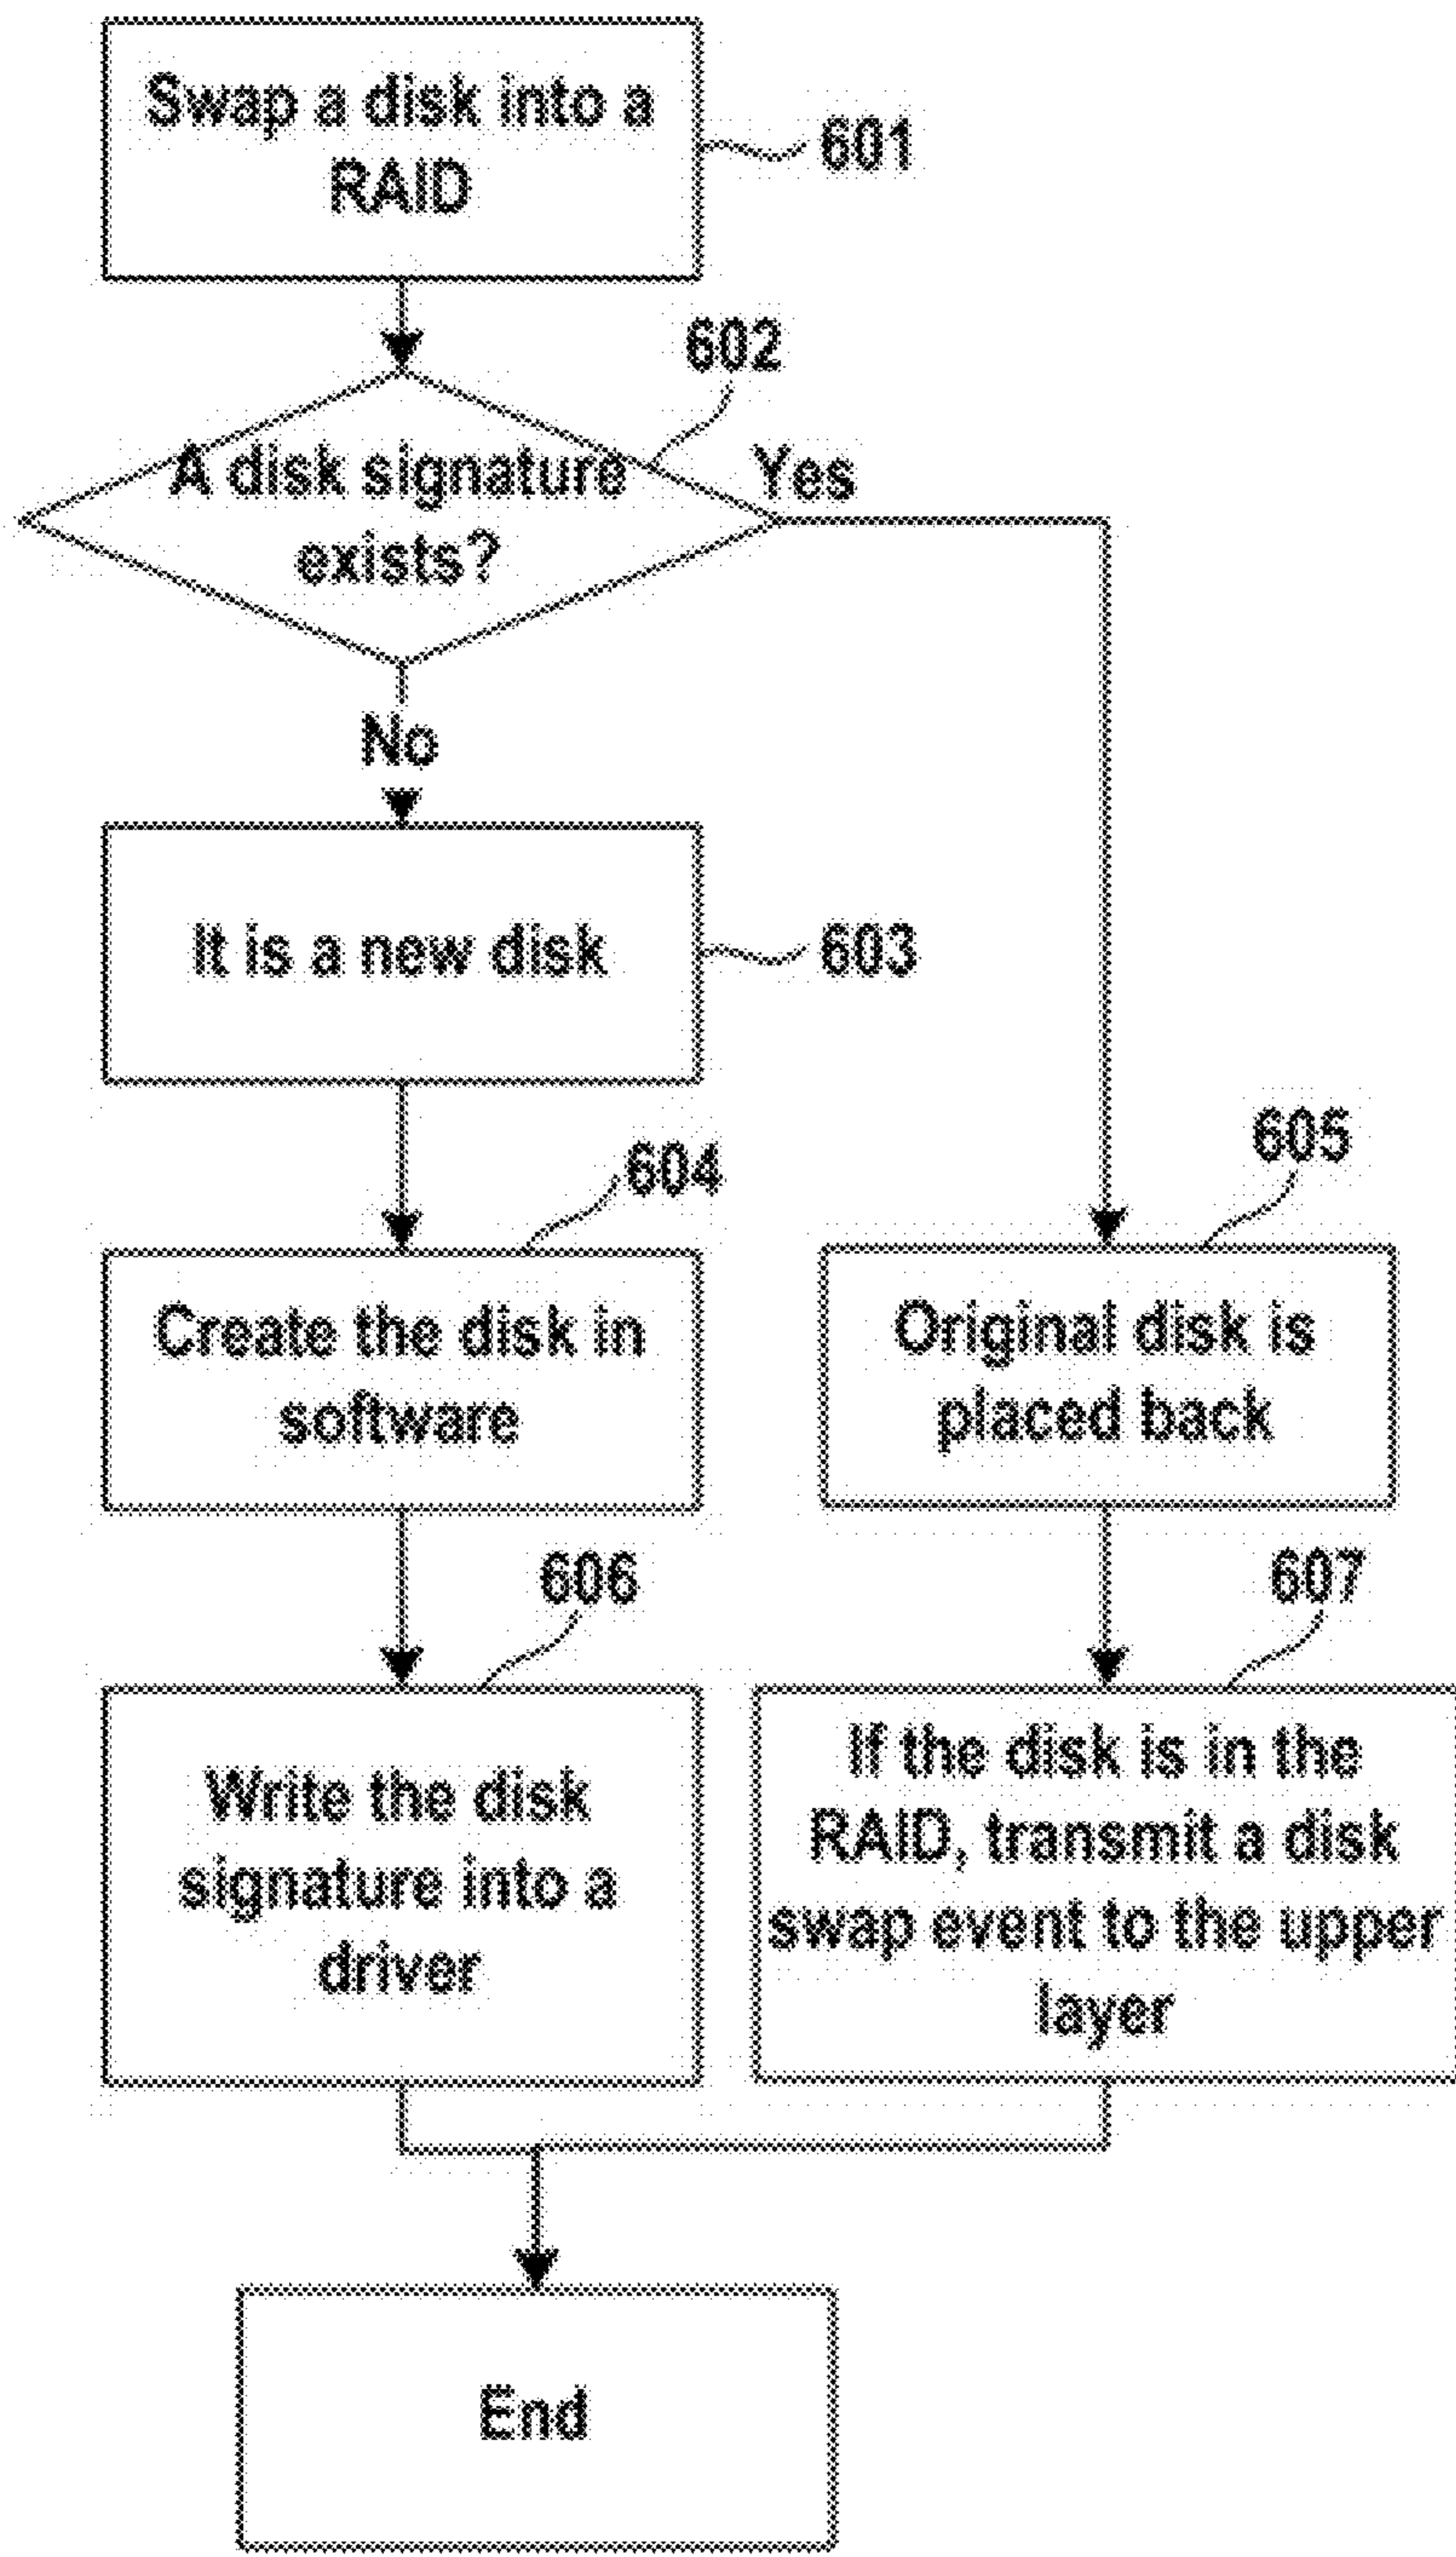 Swap a disk into a
RAID
601
602
A disk signature
exists?
Yes
No
It is a new disk
603
604
Create the disk in
software
605
Original disk is
placed back
606
Write the disk
signature into a
driver
607
If the disk is in the
RAID, transmit a disk
swap event to the upper
layer
End